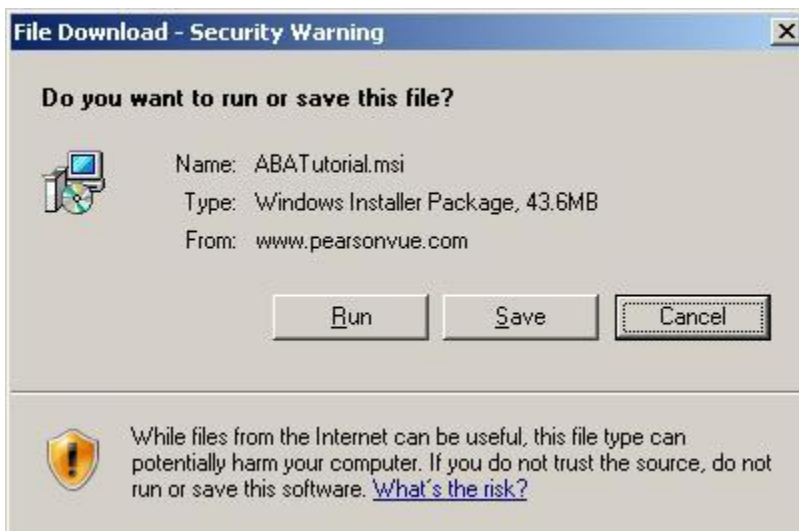 File Download - Security Warning
Do you want to run or save this file?
Name: ABATutorial.msi
Type: Windows Installer Package, 43.6MB
From: www.pearsonvue.com
Run Save Cancel
While files from the Internet can be useful, this file type can
potentially harm your computer. If you do not trust the source, do not
run or save this software. What's the risk?